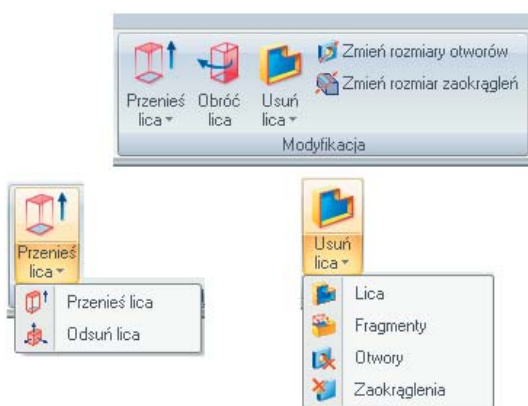 Przenieś lica
Obróć lica
Usuń lica
Zmień rozmiary otworów
Zmień rozmiar zaokrągleń
Modyfikacja
Przenieś lica
Przenieś lica
Odsuń lica
Usuń lica
Lica
Fragmenty
Otwory
Zaokrąglenia